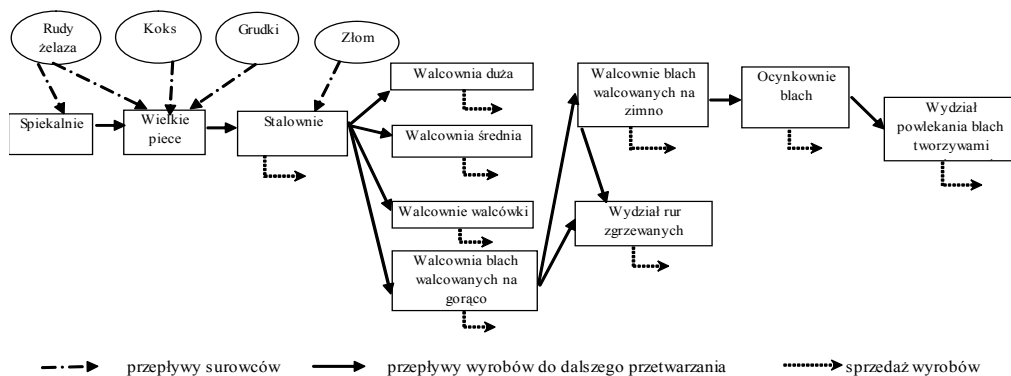 Rudy
żelaza
Koks
Grudki
Złom
Spiekalnie
Wielkie
piece
Stalownie
Walcownia duża
Walcownia średnia
Walcownie walcówki
Walcownia blach
walcowanych na
gorąco
Walcownie blach
walcowanych na
zimno
Wydział rur
zgrzewanych
Ocynkownie
blach
Wydział
powlekania blach
tworzywami
przepływy surowców
przepływy wyrobów do dalszego przetwarzania
sprzedaż wyrobów